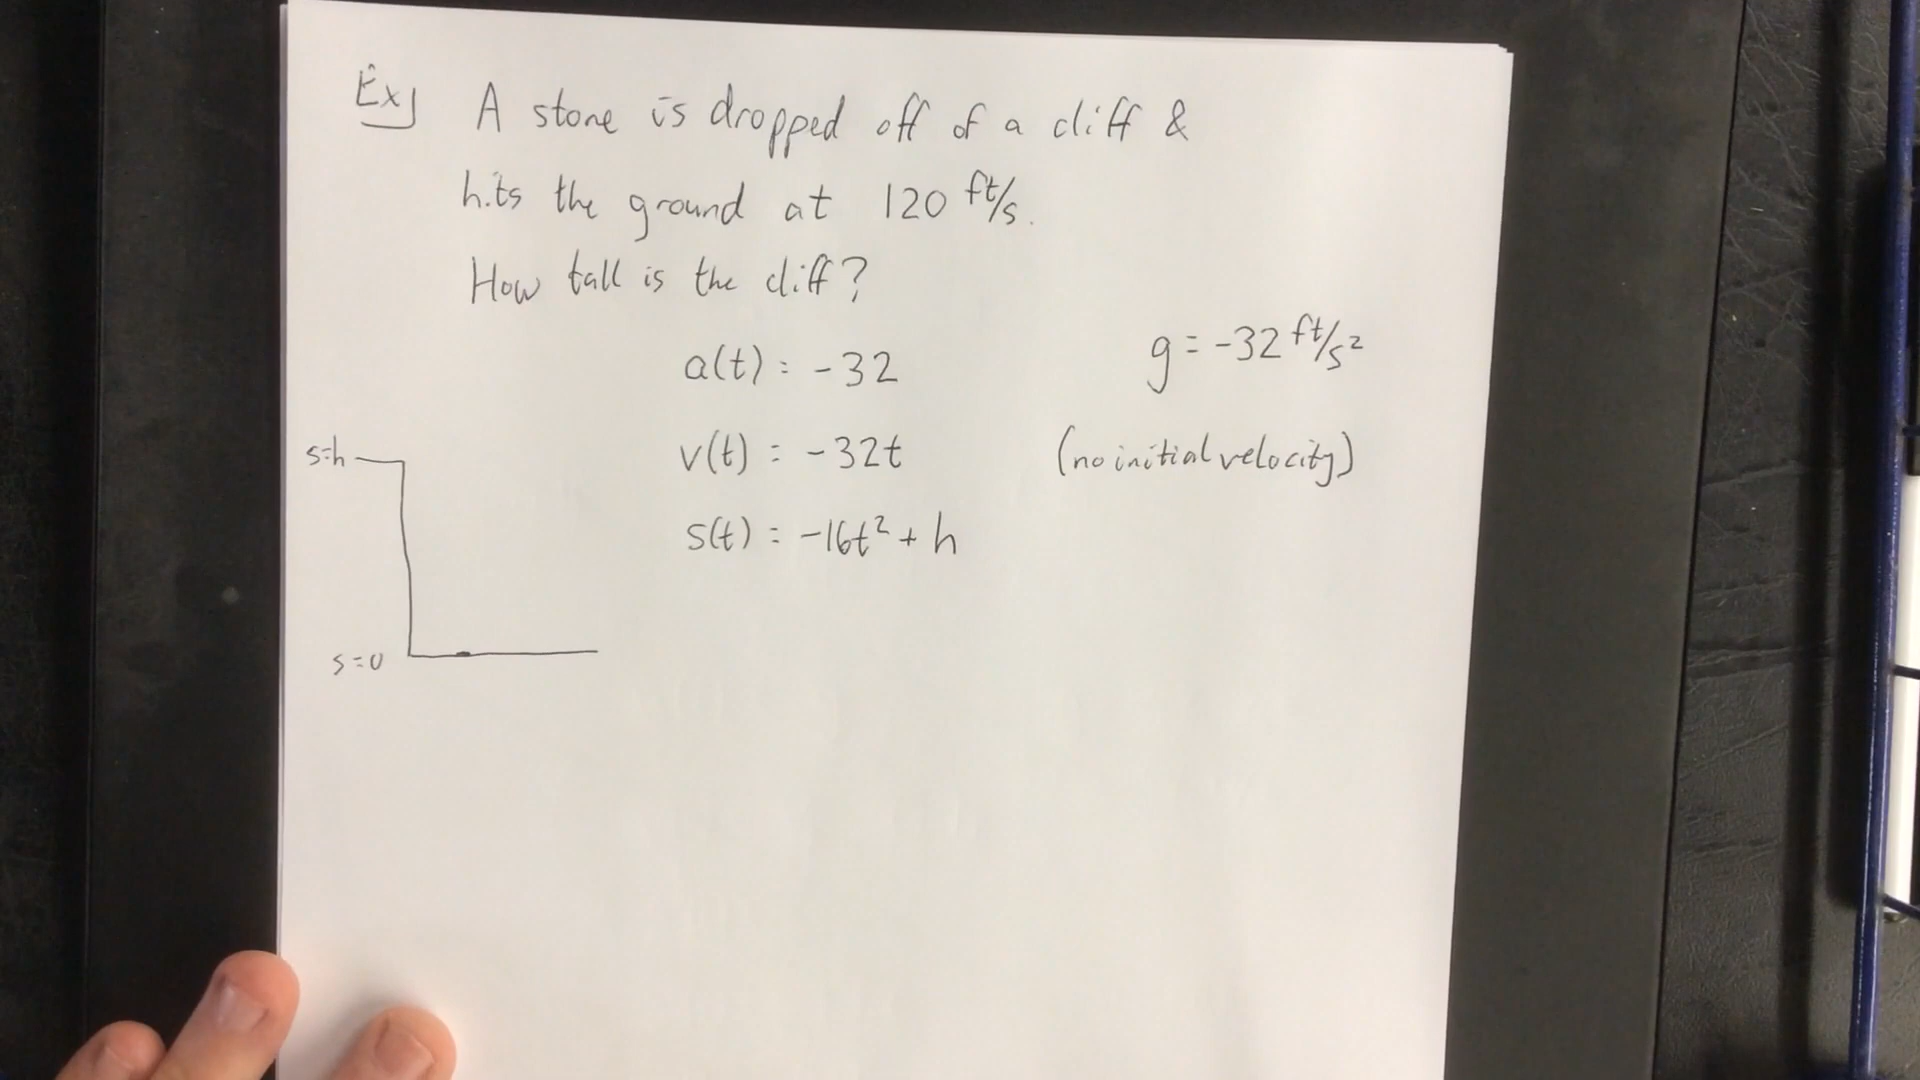 Ex] A stone is dropped off of a cliff &
hits the ground at 120 ft/s.
How tall is the cliff?
a(t) = -32
g = -32 ft/s²
s=h
v(t) = -32t
(no initial velocity)
s(t) = -16t² + h
s=0